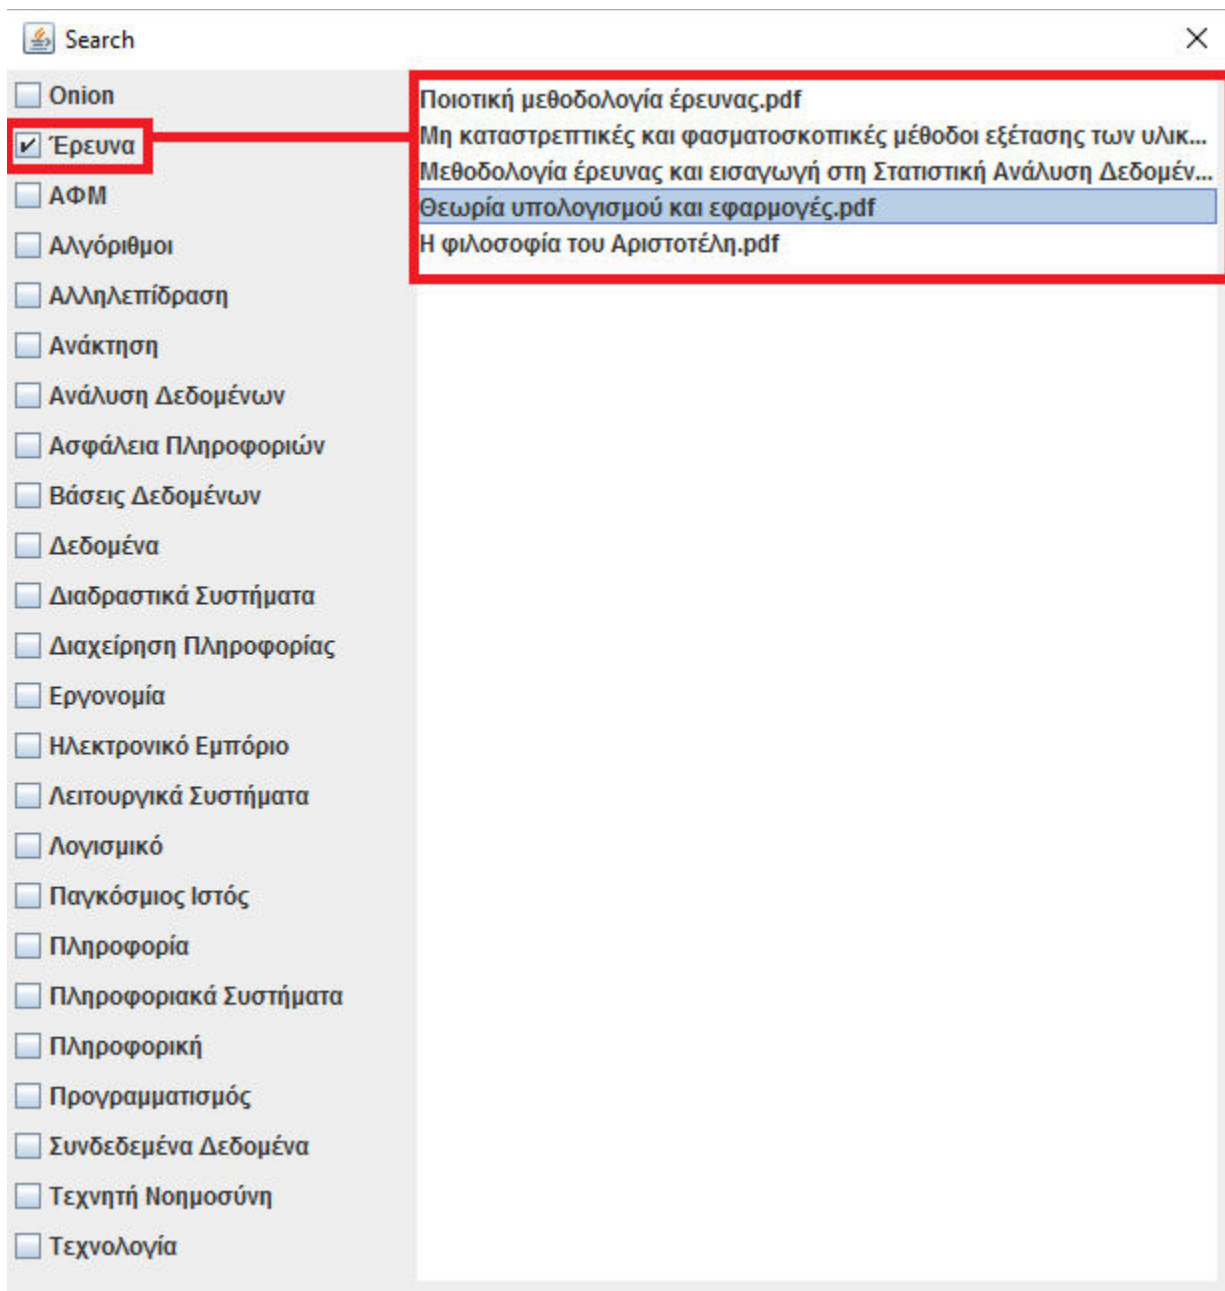 Search
Onion
Έρευνα
ΑΦΜ
Αλγόριθμοι
Αλληλεπίδραση
Ανάκτηση
Ανάλυση Δεδομένων
Ασφάλεια Πληροφοριών
Βάσεις Δεδομένων
Δεδομένα
Διαδραστικά Συστήματα
Διαχείρηση Πληροφορίας
Εργονομία
Ηλεκτρονικό Εμπόριο
Λειτουργικά Συστήματα
Λογισμικό
Παγκόσμιος Ιστός
Πληροφορία
Πληροφοριακά Συστήματα
Πληροφορική
Προγραμματισμός
Συνδεδεμένα Δεδομένα
Τεχνητή Νοημοσύνη
Τεχνολογία
Ποιοτική μεθοδολογία έρευνας.pdf
Μη καταστρεπτικές και φασματοσκοπικές μέθοδοι εξέτασης των υλικ...
Μεθοδολογία έρευνας και εισαγωγή στη Στατιστική Ανάλυση Δεδομέν...
Θεωρία υπολογισμού και εφαρμογές.pdf
Η φιλοσοφία του Αριστοτέλη.pdf